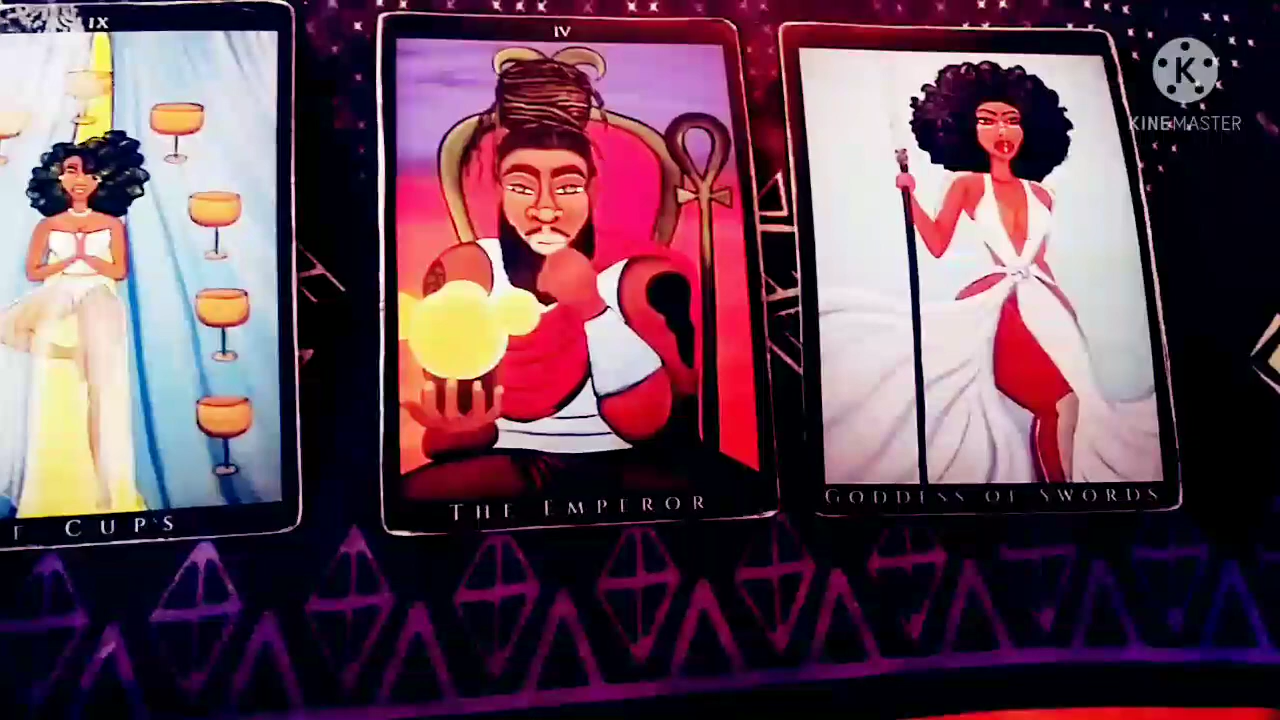 IX
F CUPS
IV
THE EMPEROR
GODDESS OF SWORDS
K
KINEMASTER